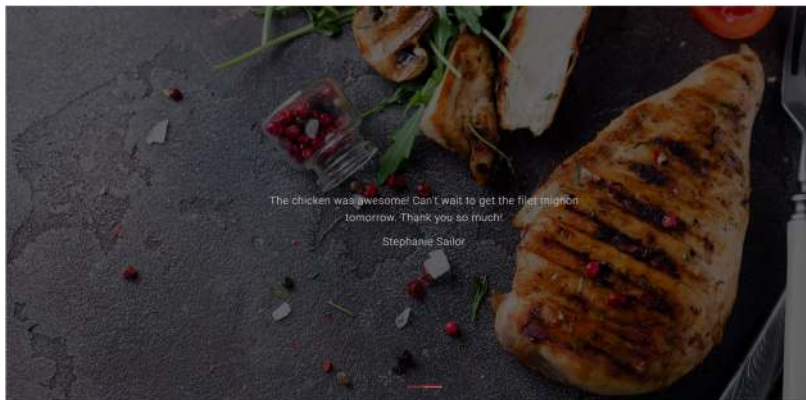 The chicken was awesome! Can't wait to get the filet mignon
tomorrow. Thank you so much!
Stephanie Sailor